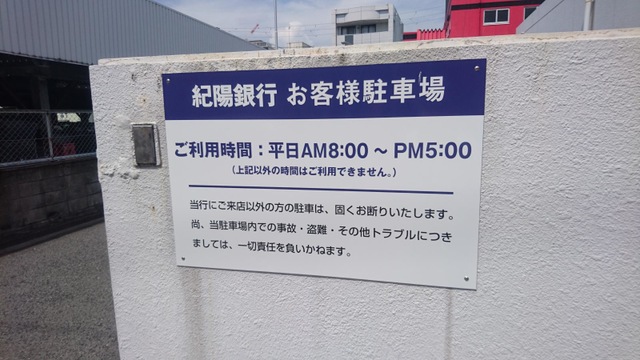 紀陽銀行 お客様駐車場
ご利用時間：平日AM8:00 〜 PM5:00
（上記以外の時間はご利用できません。）
当行にご来店以外の方の駐車は、固くお断りいたします。
尚、当駐車場内での事故・盗難・その他トラブルにつき
ましては、一切責任を負いかねます。